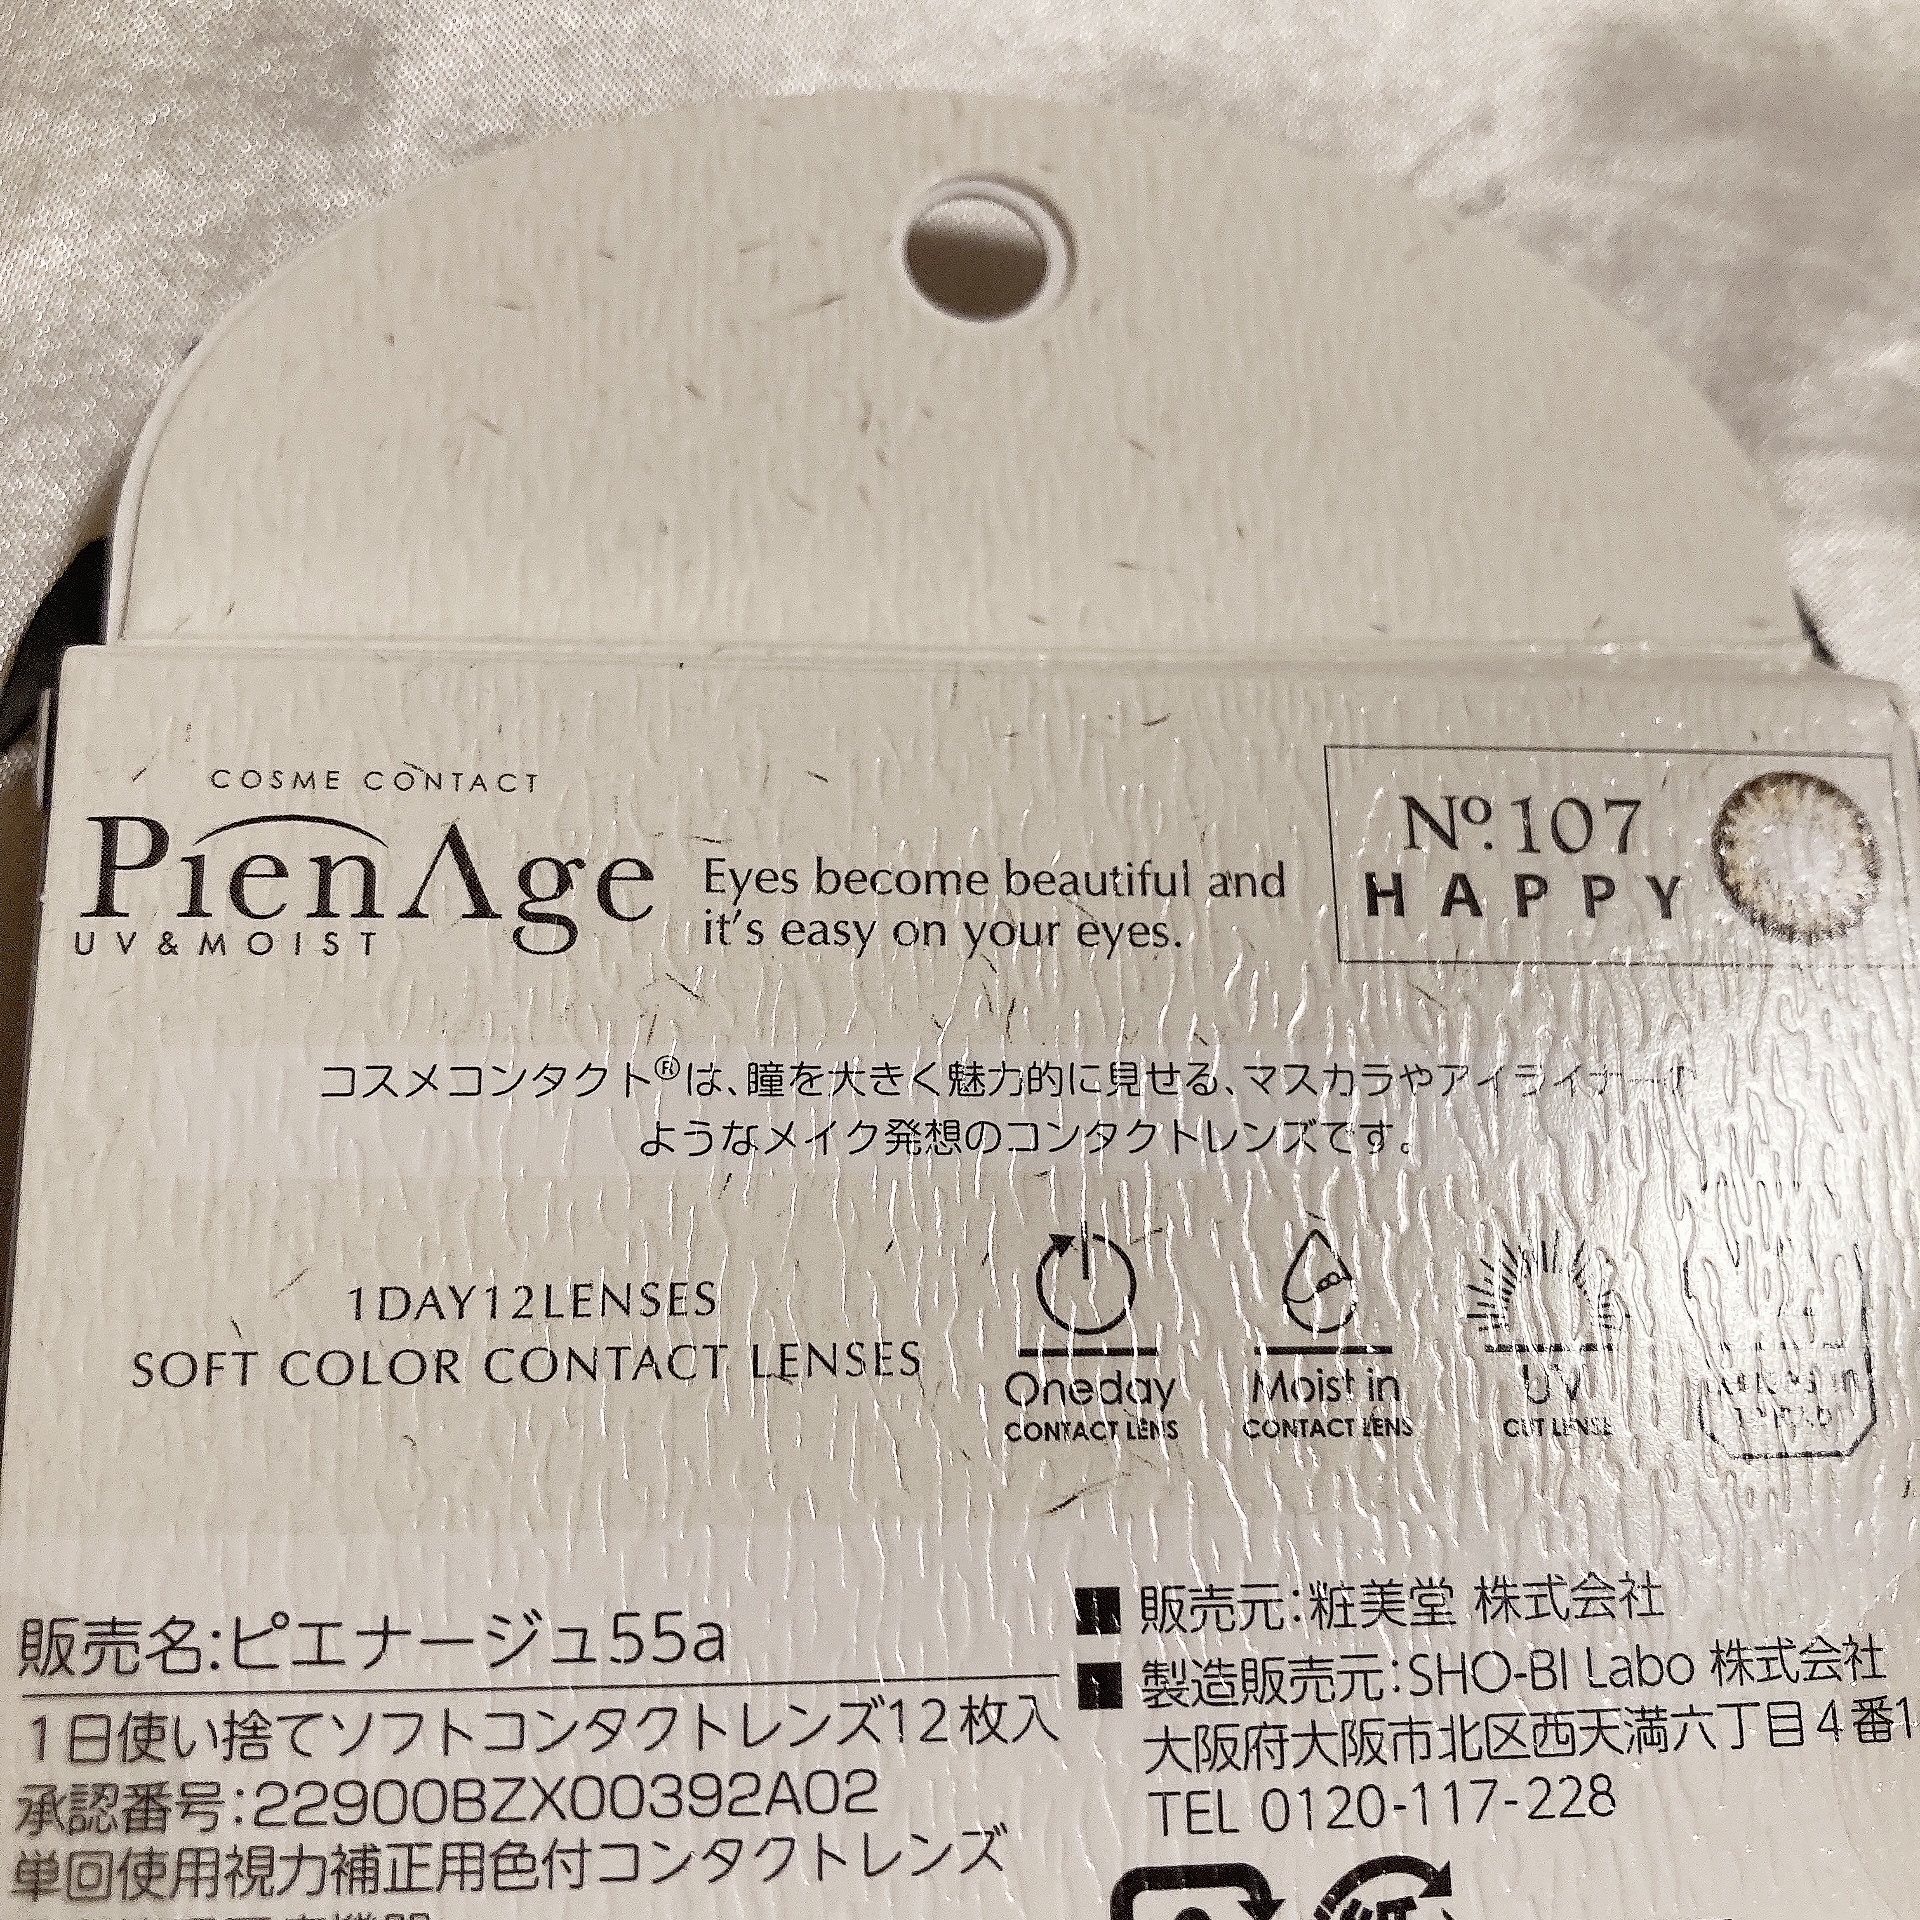 COSME CONTACT
PienAge
UV&MOIST
Eyes become beautiful and
it's easy on your eyes.
Nº.107
HAPPY
コスメコンタクト®は、瞳を大きく魅力的に見せる、マスカラやアイライナー
ようなメイク発想のコンタクトレンズです。
1DAY12LENSES
SOFT COLOR CONTACT LENSES
Oneday
CONTACT LENS
Moist in
CONTACT LENS
UV
CUT LENSE
販売名:ピエナージュ55a
1日使い捨てソフトコンタクトレンズ12枚入
承認番号:22900BZX00392A02
単回使用視力補正用色付コンタクトレンズ
販売元:粧美堂 株式会社
製造販売元:SHO-BI Labo 株式会社
大阪府大阪市北区西天満六丁目4番1
TEL 0120-117-228